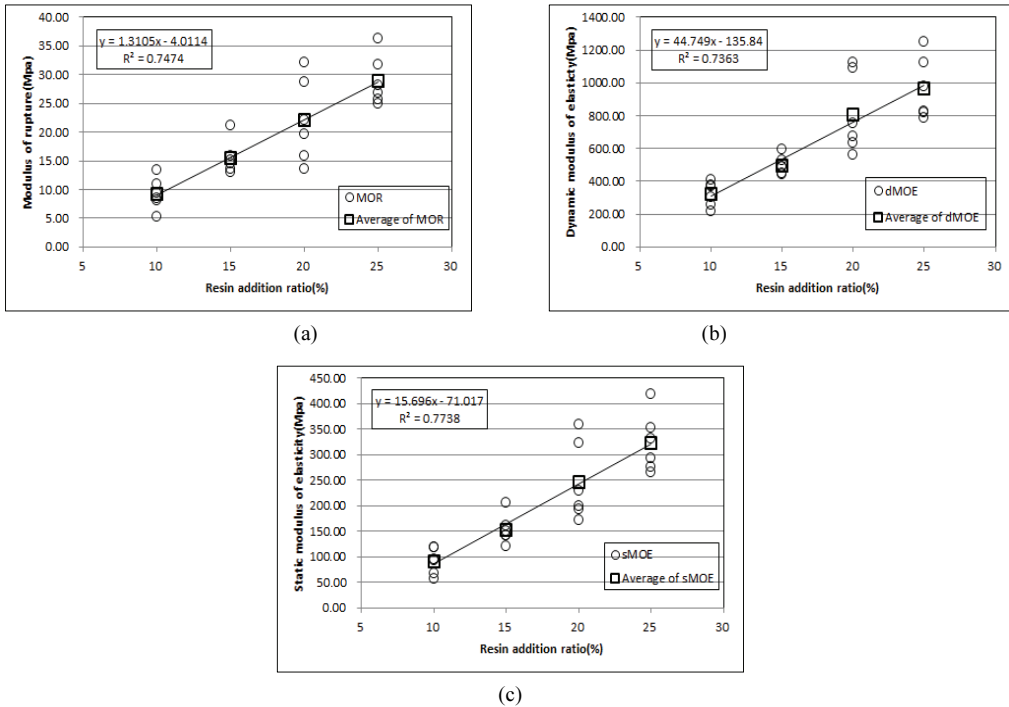 40.00
35.00
30.00
25.00
20.00
15.00
10.00
5.00
0.00
Modulus of rupture(Mpa)
y = 1.3105x - 4.0114
R² = 0.7474
MOR
Average of MOR
5 10 15 20 25 30
Resin addition ratio(%)
(a)
1400.00
1200.00
1000.00
800.00
600.00
400.00
200.00
0.00
Dynamic modulus of elasticty(Mpa)
y = 44.749x - 135.84
R² = 0.7363
dMOE
Average of dMOE
5 10 15 20 25 30
Resin addition ratio(%)
(b)
450.00
400.00
350.00
300.00
250.00
200.00
150.00
100.00
50.00
0.00
Static modulus of elasticity(Mpa)
y = 15.696x - 71.017
R² = 0.7738
sMOE
Average of sMOE
5 10 15 20 25 30
Resin addition ratio(%)
(c)